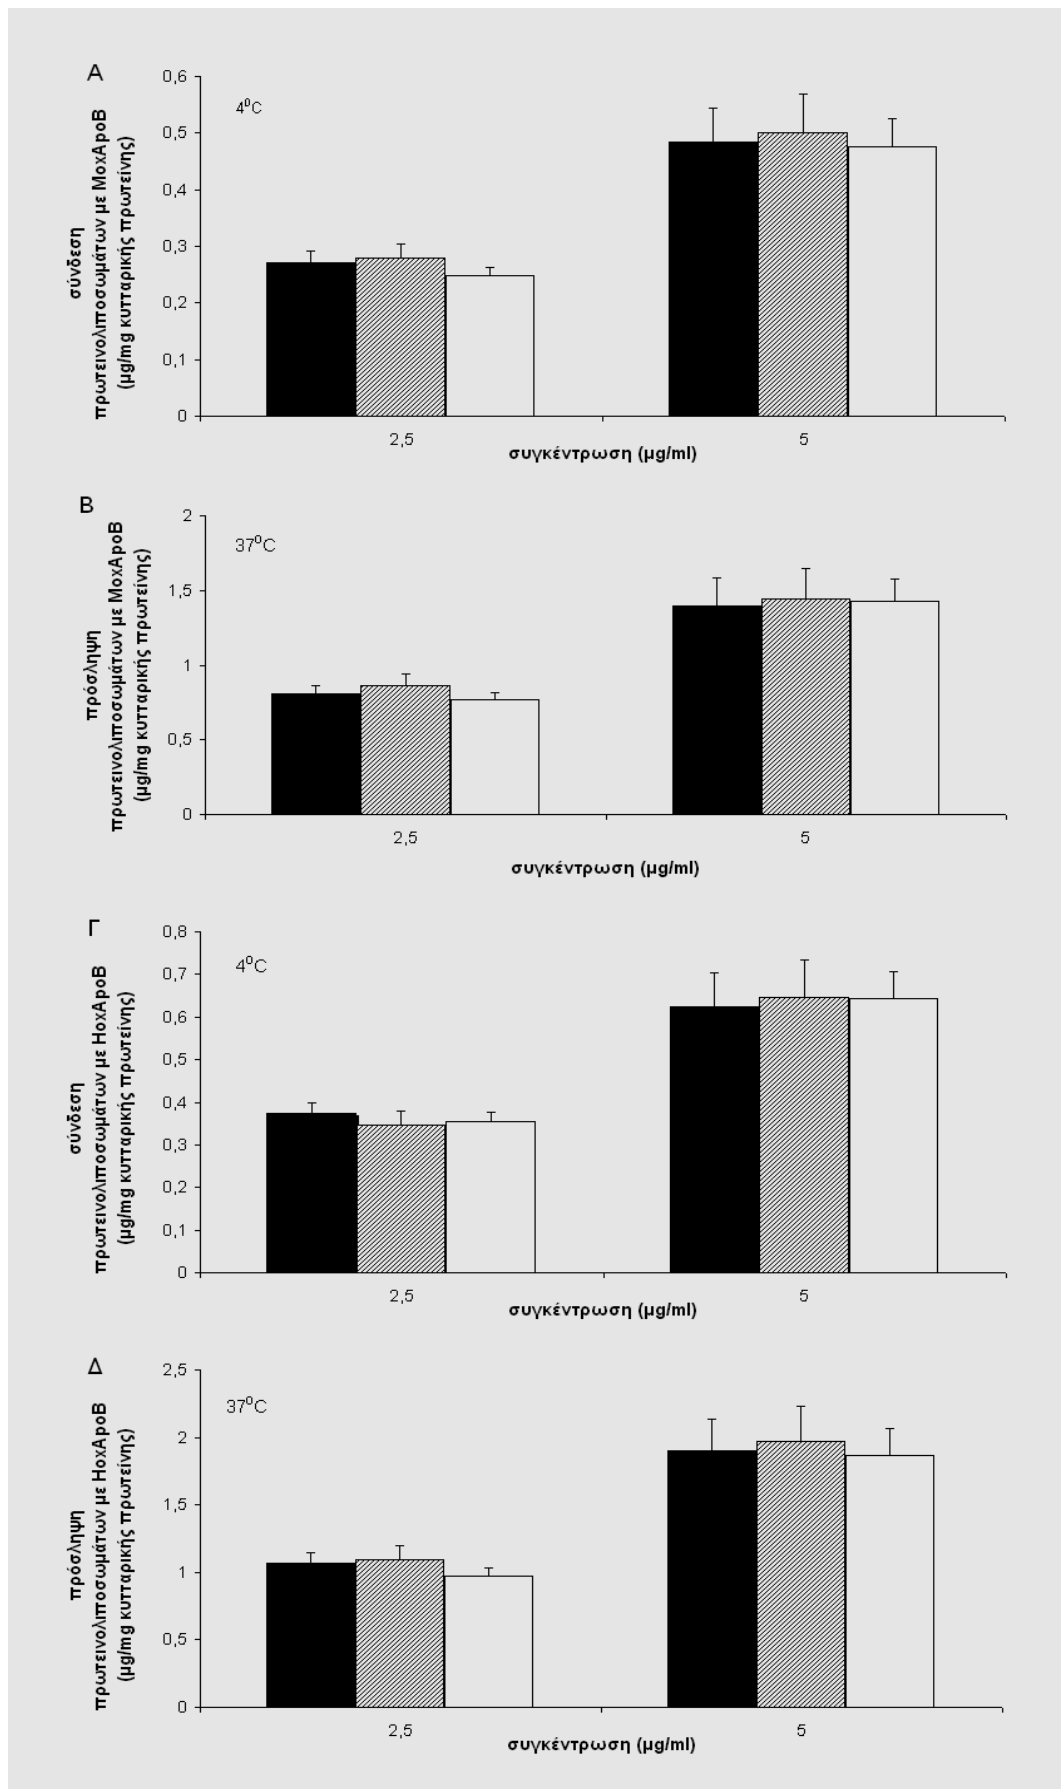 Α
4⁰C
σύνδεση
πρωτεινολιποσωμάτων με MoxApoB
(μg/mg κυτταρικής πρωτείνης)
0,6
0,5
0,4
0,3
0,2
0,1
0
2,5
5
συγκέντρωση (μg/ml)
Β
37⁰C
πρόσληψη
πρωτεινολιποσωμάτων με MoxApoB
(μg/mg κυτταρικής πρωτείνης)
2
1,5
1
0,5
0
2,5
5
συγκέντρωση (μg/ml)
Γ
4⁰C
σύνδεση
πρωτεινολιποσωμάτων με HoxApoB
(μg/mg κυτταρικής πρωτείνης)
0,8
0,7
0,6
0,5
0,4
0,3
0,2
0,1
0
2,5
5
συγκέντρωση (μg/ml)
Δ
37⁰C
πρόσληψη
πρωτεινολιποσωμάτων με HoxApoB
(μg/mg κυτταρικής πρωτείνης)
2,5
2
1,5
1
0,5
0
2,5
5
συγκέντρωση (μg/ml)